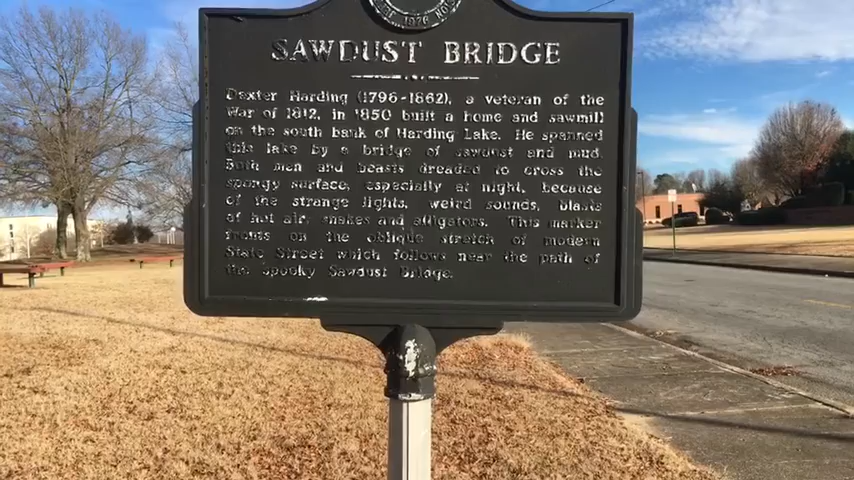 1976
SAWDUST BRIDGE
Dexter Harding (1796-1862), a veteran of the
War of 1812, in 1850 built a home and sawmill
on the south bank of Harding Lake. He spanned
this lake by a bridge of sawdust and mud.
Both men and beasts dreaded to cross the
spongy surface, especially at night, because
of the strange lights, weird sounds, blasts
of hot air, snakes and alligators. This marker
fronts on the oblique stretch of modern
State Street which follows near the path of
the Spooky Sawdust Bridge.